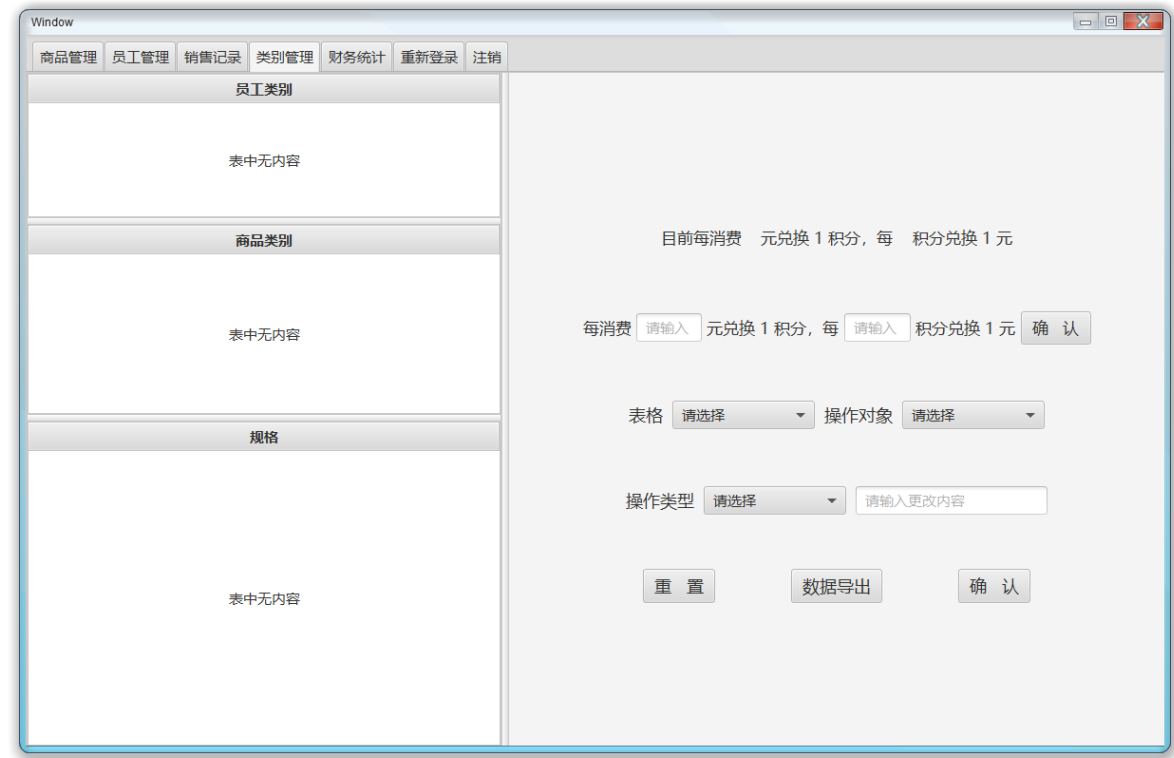 Window
商品管理 员工管理 销售记录 类别管理 财务统计 重新登录 注销
员工类别
表中无内容
商品类别
表中无内容
规格
表中无内容
目前每消费 元兑换 1 积分，每 积分兑换 1 元
每消费 请输入 元兑换 1 积分，每 请输入 积分兑换 1 元 确 认
表格 请选择 操作对象 请选择
操作类型 请选择 请输入更改内容
重 置 数据导出 确 认